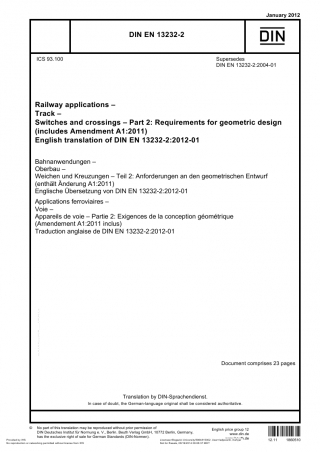 January 2012
DIN EN 13232-2
DIN
ICS 93.100
Supersedes
DIN EN 13232-2:2004-01
Railway applications –
Track –
Switches and crossings – Part 2: Requirements for geometric design
(includes Amendment A1:2011)
English translation of DIN EN 13232-2:2012-01
Bahnanwendungen –
Oberbau –
Weichen und Kreuzungen – Teil 2: Anforderungen an den geometrischen Entwurf
(enthält Änderung A1:2011)
Englische Übersetzung von DIN EN 13232-2:2012-01
Applications ferroviaires –
Voie –
Appareils de voie – Partie 2: Exigences de la conception géométrique
(Amendement A1:2011 inclus)
Traduction anglaise de DIN EN 13232-2:2012-01
Document comprises 23 pages
Translation by DIN-Sprachendienst.
In case of doubt, the German-language original shall be considered authoritative.
© No part of this translation may be reproduced without prior permission of
DIN Deutsches Institut für Normung e. V., Berlin. Beuth Verlag GmbH, 10772 Berlin, Germany,
has the exclusive right of sale for German Standards (DIN-Normen).
English price group 12
www.din.de